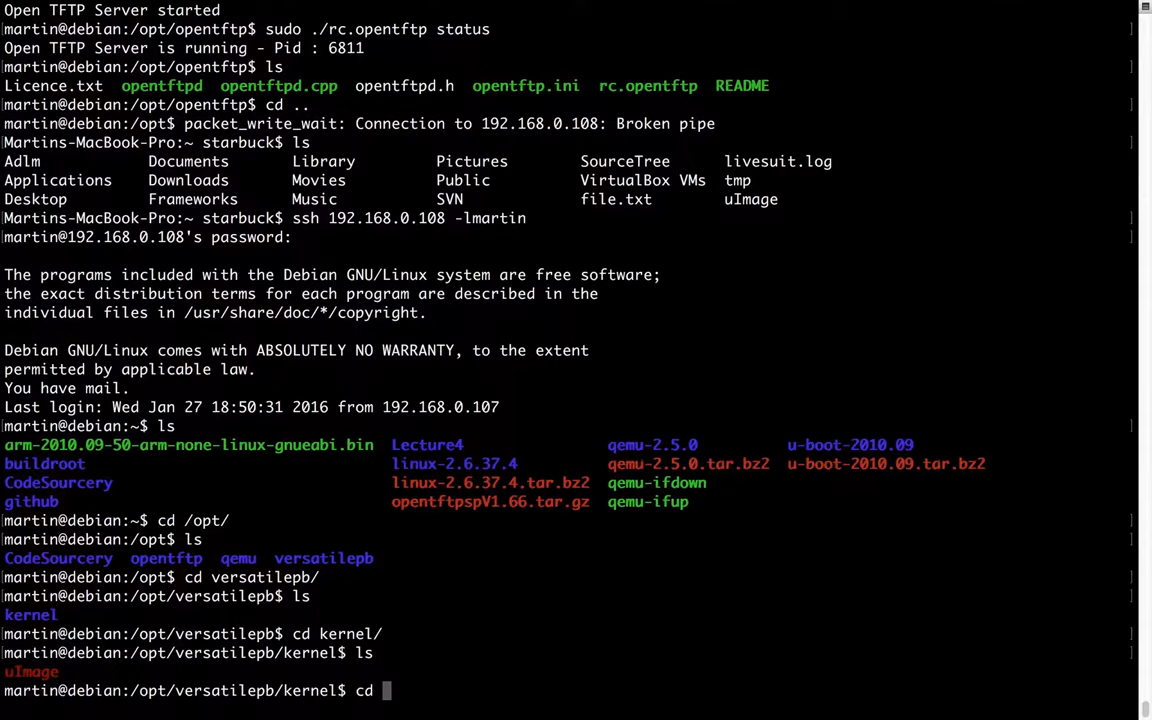 Open TFTP Server started
martin@debian:/opt/opentftp$ sudo ./rc.opentftp status
Open TFTP Server is running - Pid : 6811
martin@debian:/opt/opentftp$ ls
Licence.txt opentftpd opentftpd.cpp opentftpd.h opentftp.ini rc.opentftp README
martin@debian:/opt/opentftp$ cd ..
martin@debian:/opt$ packet_write_wait: Connection to 192.168.0.108: Broken pipe
Martins-MacBook-Pro:~ starbuck$ ls
Adlm Documents Library Pictures SourceTree livesuit.log
Applications Downloads Movies Public VirtualBox VMs tmp
Desktop Frameworks Music SVN file.txt uImage
Martins-MacBook-Pro:~ starbuck$ ssh 192.168.0.108 -lmartin
martin@192.168.0.108's password:
The programs included with the Debian GNU/Linux system are free software;
the exact distribution terms for each program are described in the
individual files in /usr/share/doc/*/copyright.
Debian GNU/Linux comes with ABSOLUTELY NO WARRANTY, to the extent
permitted by applicable law.
You have mail.
Last login: Wed Jan 27 18:50:31 2016 from 192.168.0.107
martin@debian:~$ ls
arm-2010.09-50-arm-none-linux-gnueabi.bin Lecture4 qemu-2.5.0 u-boot-2010.09
buildroot linux-2.6.37.4 qemu-2.5.0.tar.bz2 u-boot-2010.09.tar.bz2
CodeSourcery linux-2.6.37.4.tar.bz2 qemu-ifdown
github opentftpspV1.66.tar.gz qemu-ifup
martin@debian:~$ cd /opt/
martin@debian:/opt$ ls
CodeSourcery opentftp qemu versatilepb
martin@debian:/opt$ cd versatilepb/
martin@debian:/opt/versatilepb$ ls
kernel
martin@debian:/opt/versatilepb$ cd kernel/
martin@debian:/opt/versatilepb/kernel$ ls
uImage
martin@debian:/opt/versatilepb/kernel$ cd